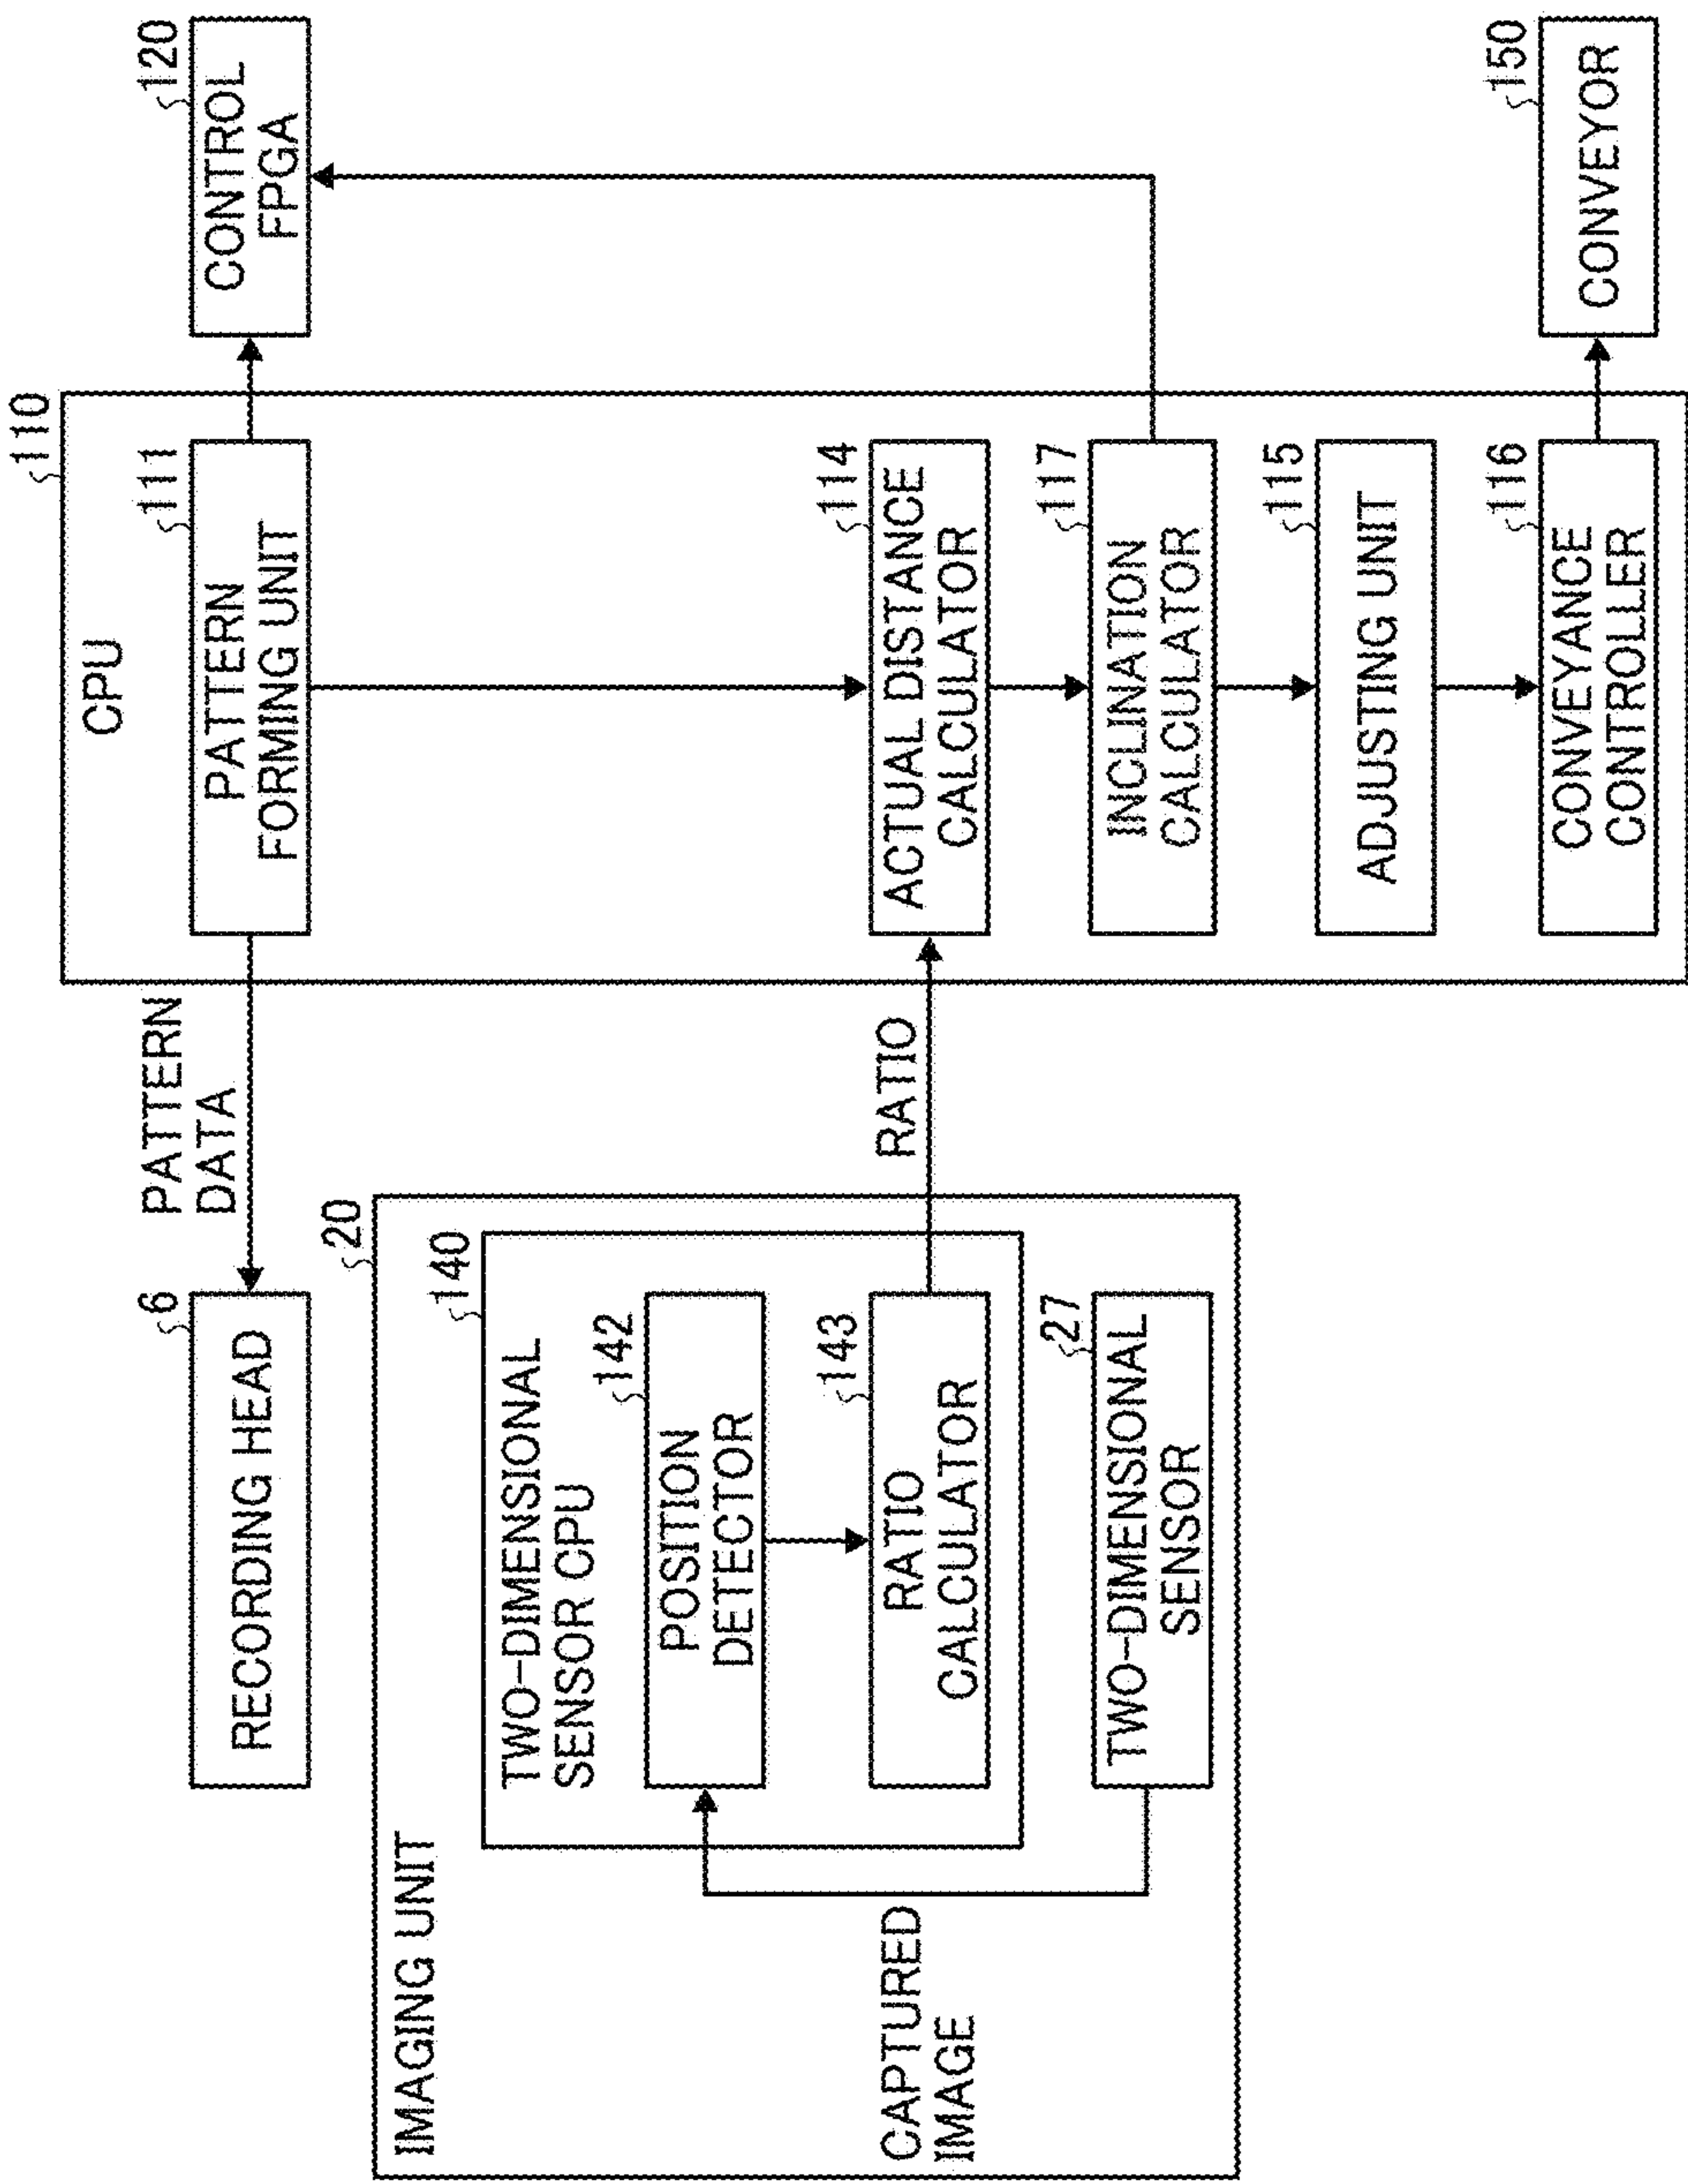 6
RECORDING HEAD
PATTERN
DATA
110
CPU
111
PATTERN
FORMING UNIT
120
CONTROL
FPGA
20
IMAGING UNIT
140
TWO-DIMENSIONAL
SENSOR CPU
142
POSITION
DETECTOR
143
RATIO
CALCULATOR
CAPTURED
IMAGE
27
TWO-DIMENSIONAL
SENSOR
RATIO
114
ACTUAL DISTANCE
CALCULATOR
117
INCLINATION
CALCULATOR
115
ADJUSTING UNIT
116
CONVEYANCE
CONTROLLER
150
CONVEYOR